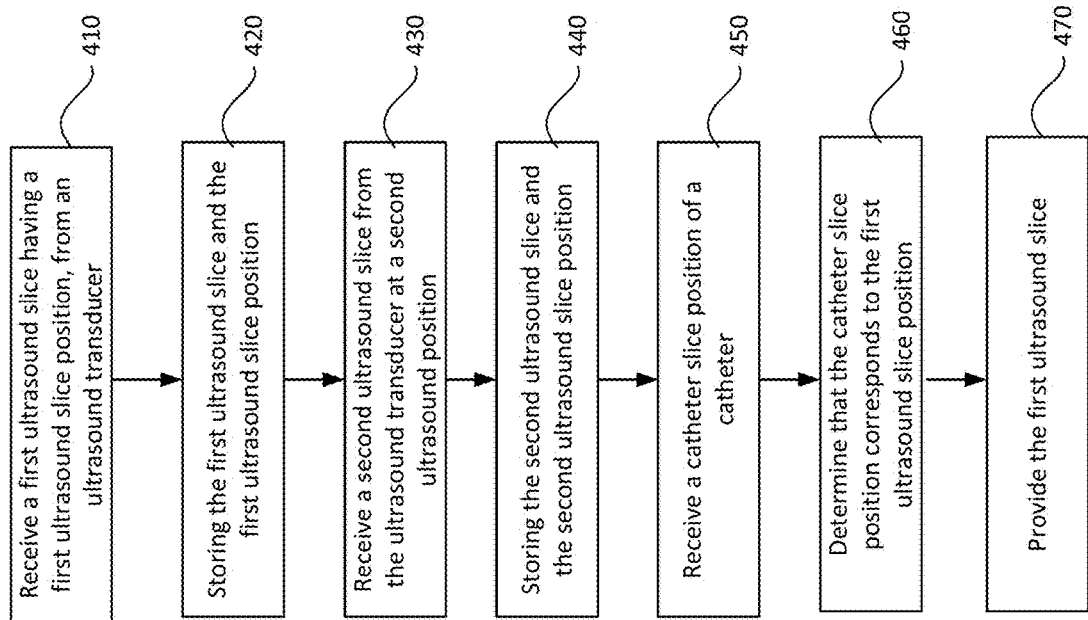 Receive a first ultrasound slice having a
first ultrasound slice position, from an
ultrasound transducer
410
Storing the first ultrasound slice and the
first ultrasound slice position
420
Receive a second ultrasound slice from
the ultrasound transducer at a second
ultrasound position
430
Storing the second ultrasound slice and
the second ultrasound slice position
440
Receive a catheter slice position of a
catheter
450
Determine that the catheter slice
position corresponds to the first
ultrasound slice position
460
Provide the first ultrasound slice
470